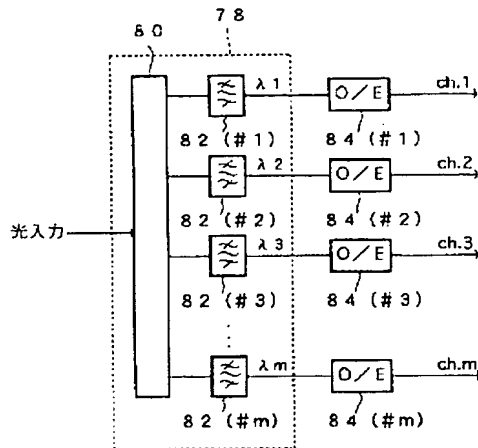 80
78
λ1
O/E
ch.1
82 (#1)
84 (#1)
λ2
O/E
ch.2
82 (#2)
84 (#2)
光入力
λ3
O/E
ch.3
82 (#3)
84 (#3)
λm
O/E
ch.m
82 (#m)
84 (#m)